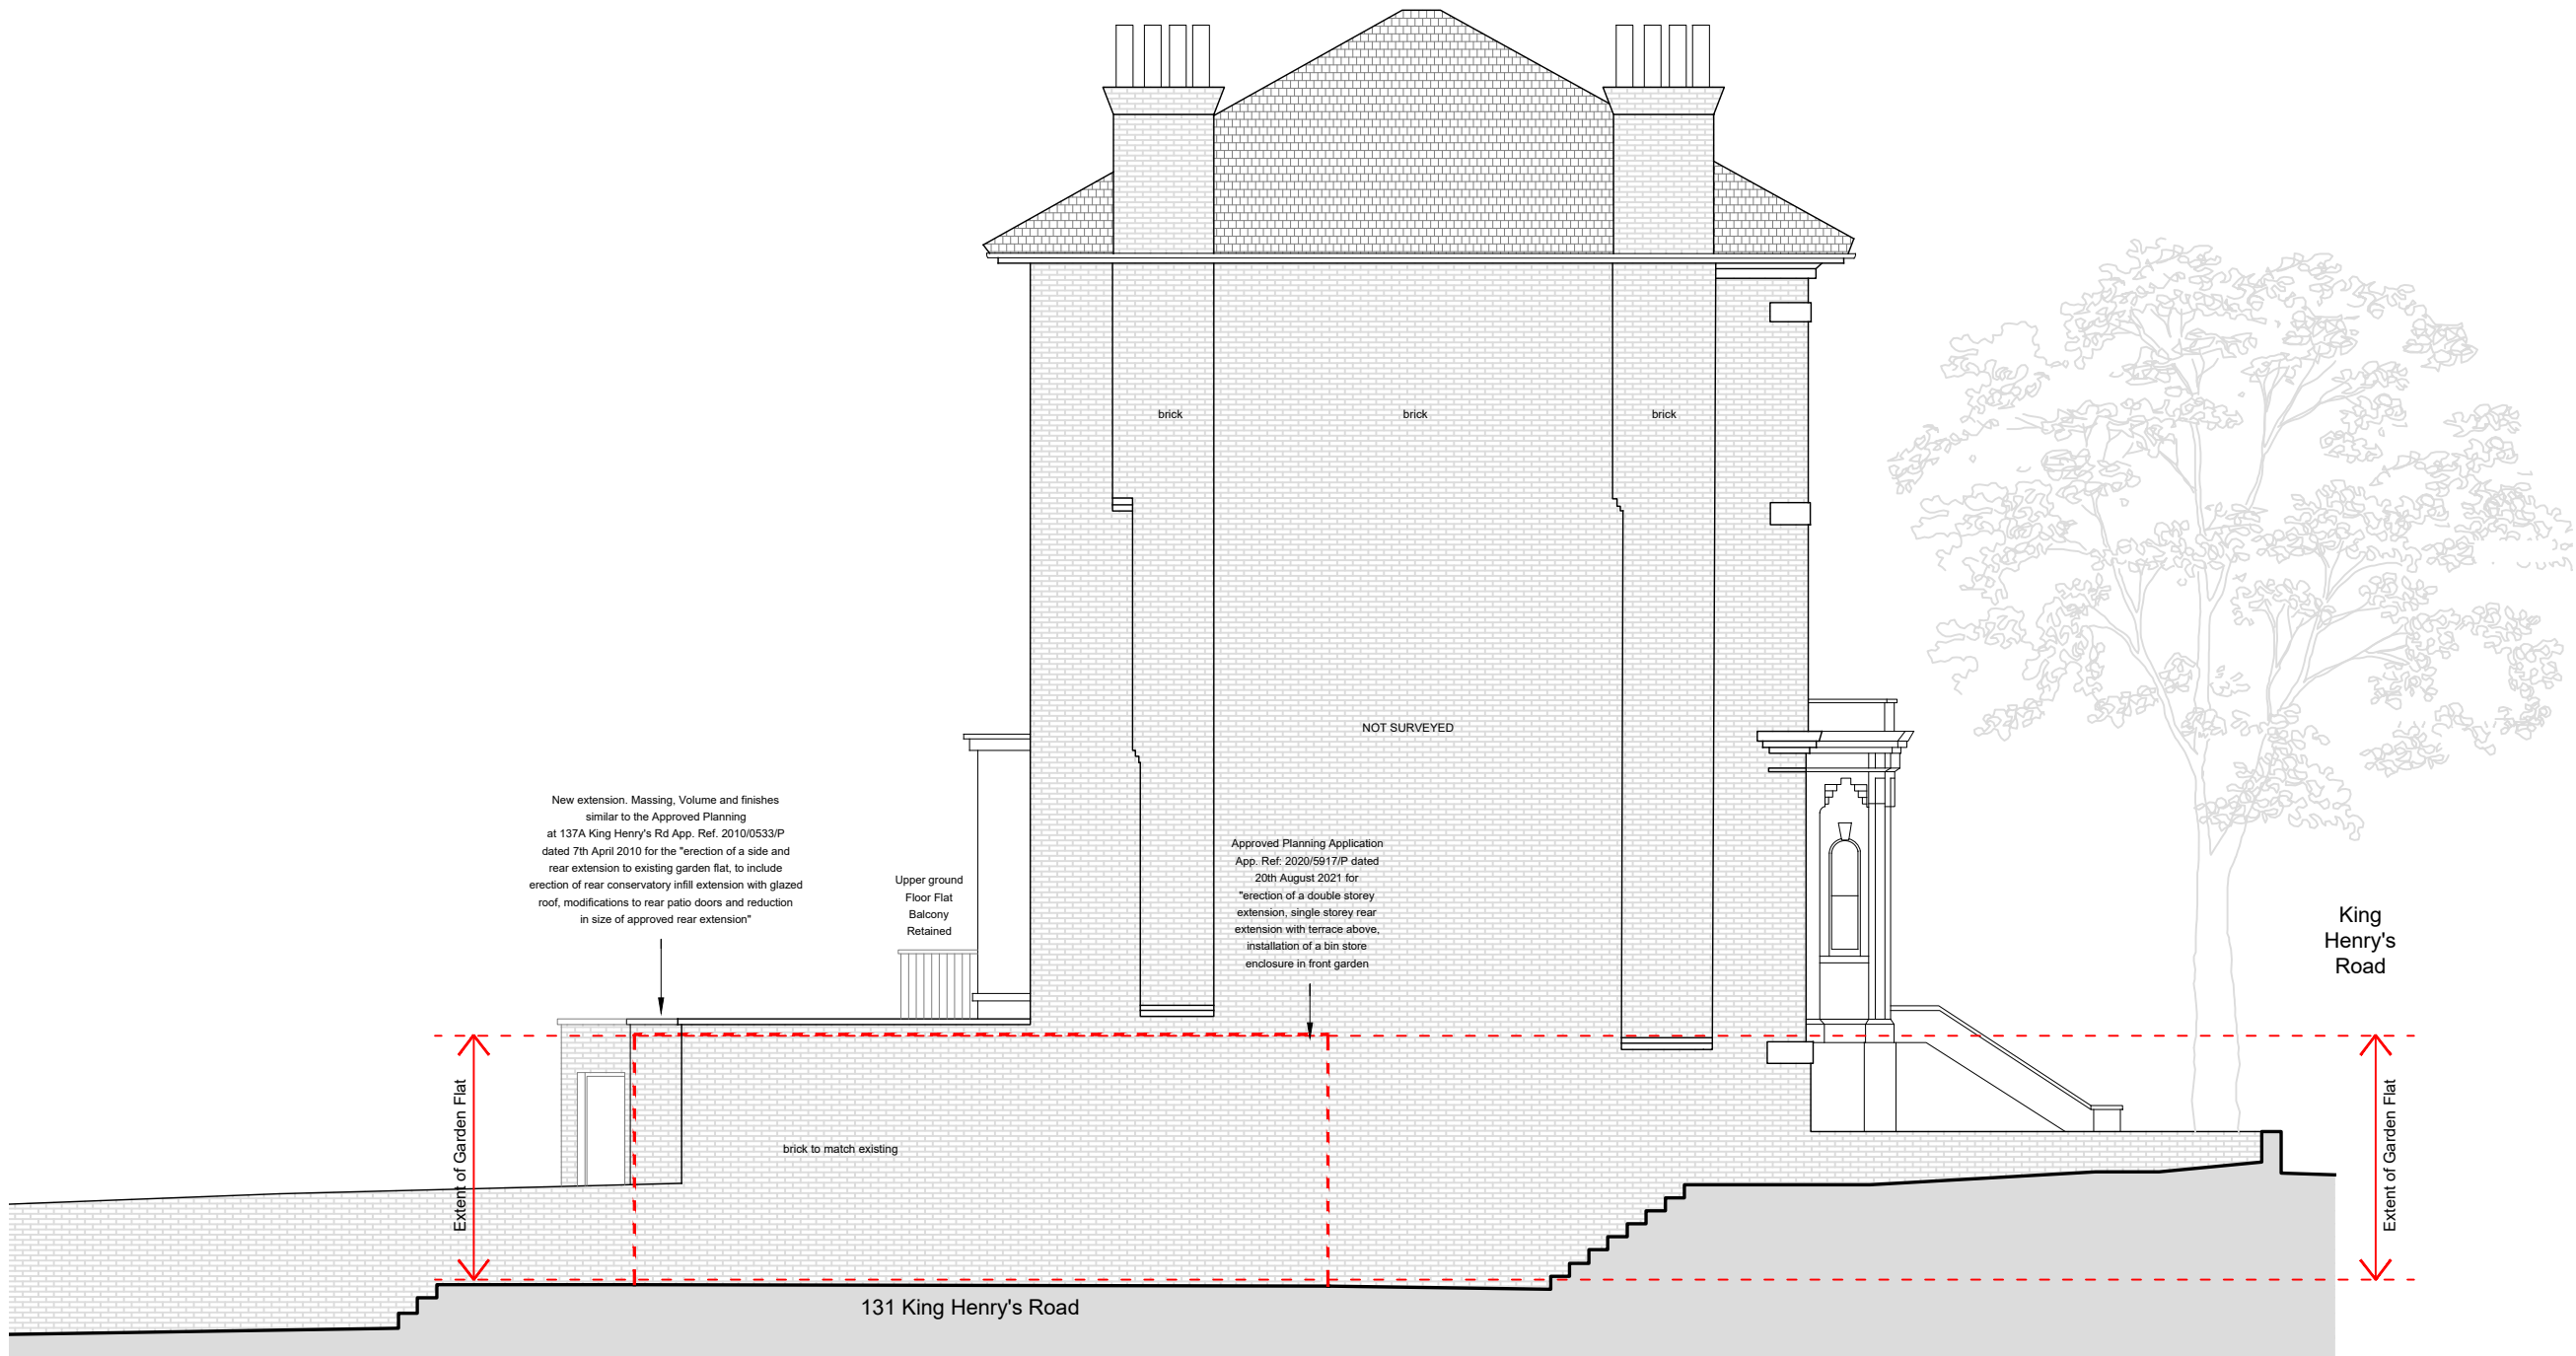 brick
brick
brick
NOT SURVEYED
New extension. Massing, Volume and finishes
similar to the Approved Planning
at 137A King Henry's Rd App. Ref. 2010/0533/P
dated 7th April 2010 for the "erection of a side and
rear extension to existing garden flat, to include
erection of rear conservatory infill extension with glazed
roof, modifications to rear patio doors and reduction
in size of approved rear extension"
Upper ground
Floor Flat
Balcony
Retained
Approved Planning Application
App. Ref: 2020/5917/P dated
20th August 2021 for
"erection of a double storey
extension, single storey rear
extension with terrace above,
installation of a bin store
enclosure in front garden
King
Henry's
Road
Extent of Garden Flat
brick to match existing
Extent of Garden Flat
131 King Henry's Road